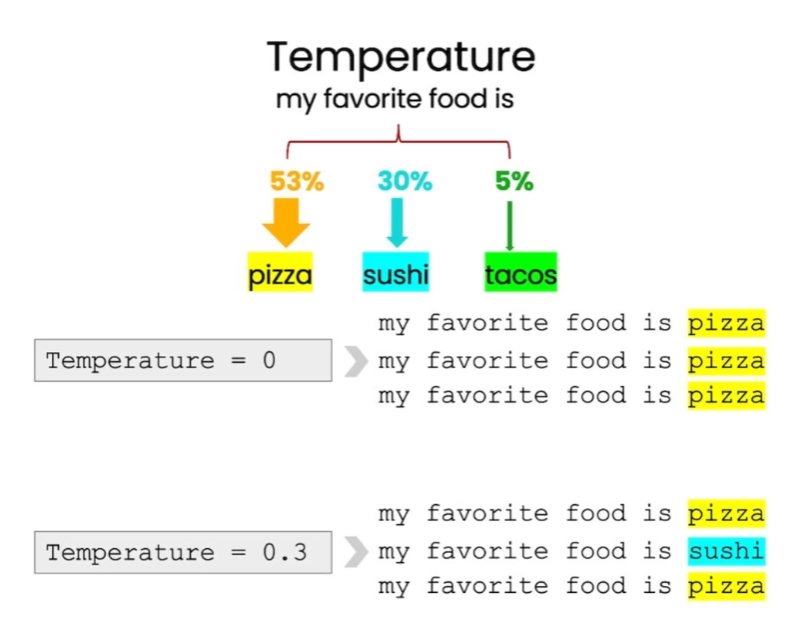 Temperature
my favorite food is
53% 30% 5%
pizza sushi tacos
my favorite food is pizza
Temperature = 0 my favorite food is pizza
my favorite food is pizza
my favorite food is pizza
Temperature = 0.3 my favorite food is sushi
my favorite food is pizza